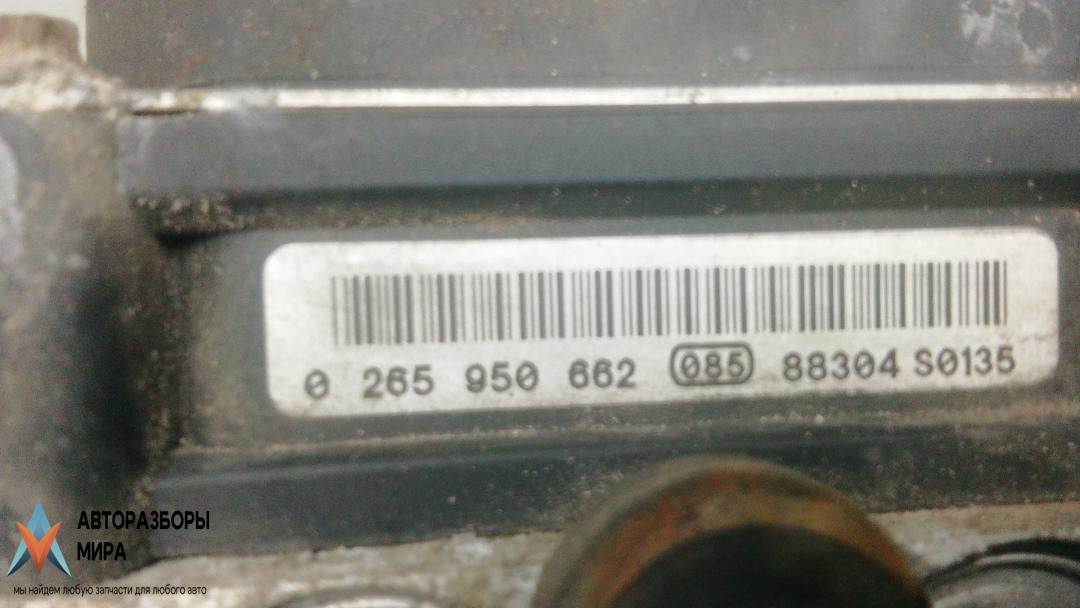 0 265 950 662 085 88304 S0135
АВТОРАЗБОРЫ
МИРА
мы найдем любую запчасти для любого авто